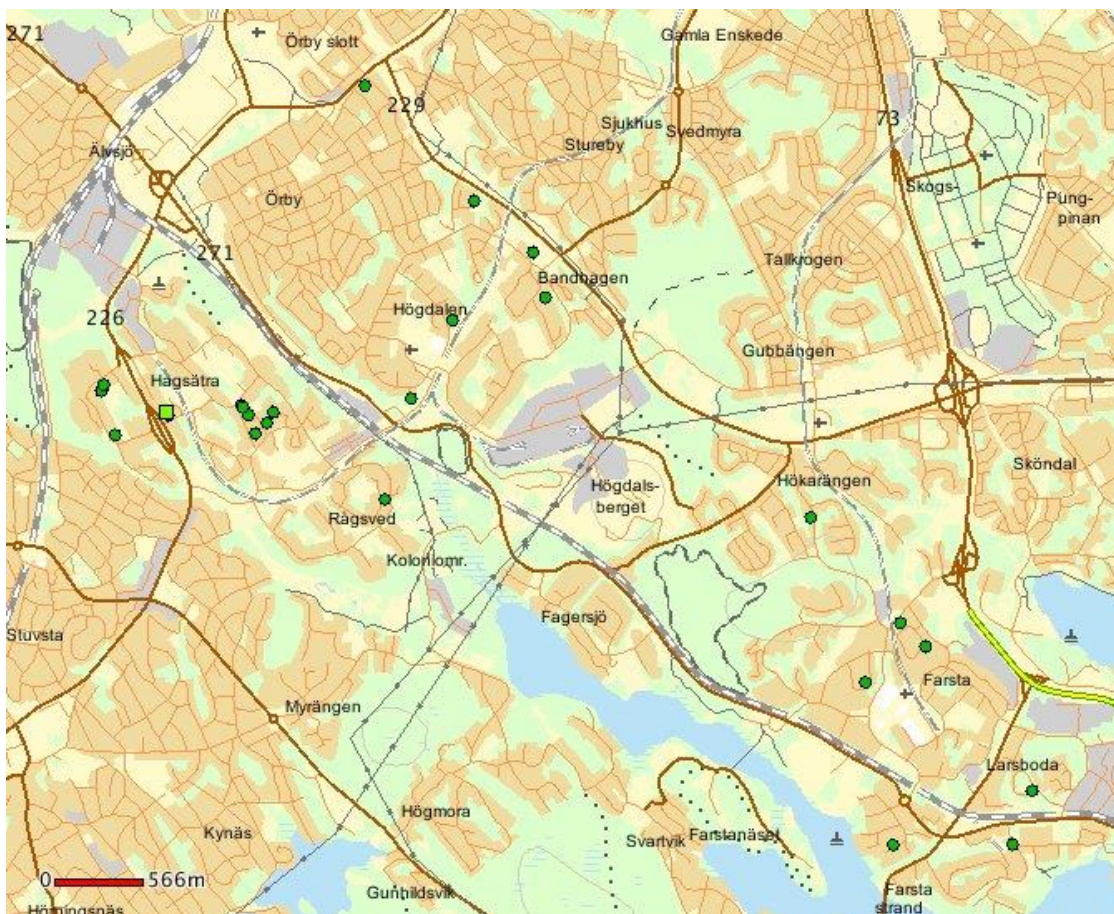 271
Örby slott
Gamla Enskede
229
Sjukhus
Svedmyra
73
Stureby
Älvsjö
Skogs-
Pung-
pinan
Örby
271
Tallkrogen
Bandhagen
Högdalen
226
Gubbängen
Hagsätra
Sköndal
Högdals-
berget
Hökarängen
Rågsved
Koloniomr.
Fagersjö
Stuvsta
Farsta
Myrängen
Larsboda
Högmora
Kynäs
Svartvik
Farstanäset
0 566m
Gunhildsvik
Farsta
strand